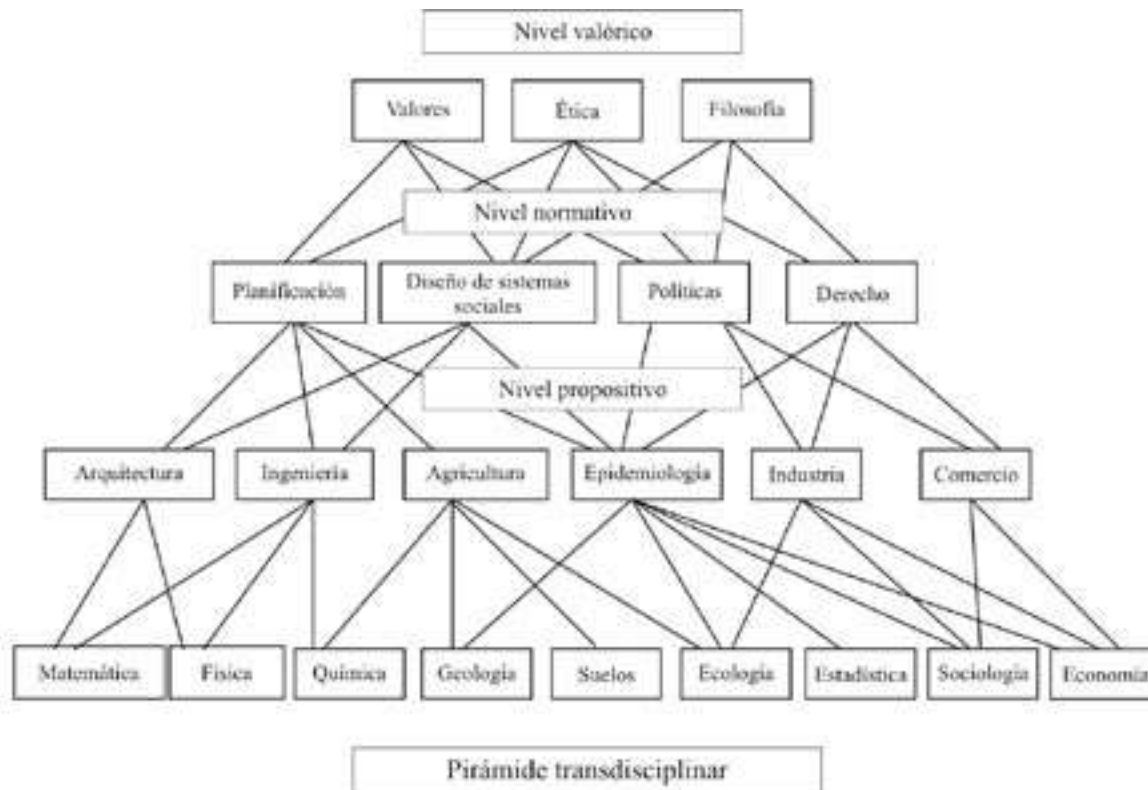 Nivel valórico
Valores
Ética
Filosofía
Nivel normativo
Planificación
Diseño de sistemas
sociales
Políticas
Derecho
Nivel propositivo
Arquitectura
Ingeniería
Agricultura
Epidemiología
Industria
Comercio
Matemática
Física
Química
Geología
Suelos
Ecología
Estadística
Sociología
Economía
Pirámide transdisciplinar